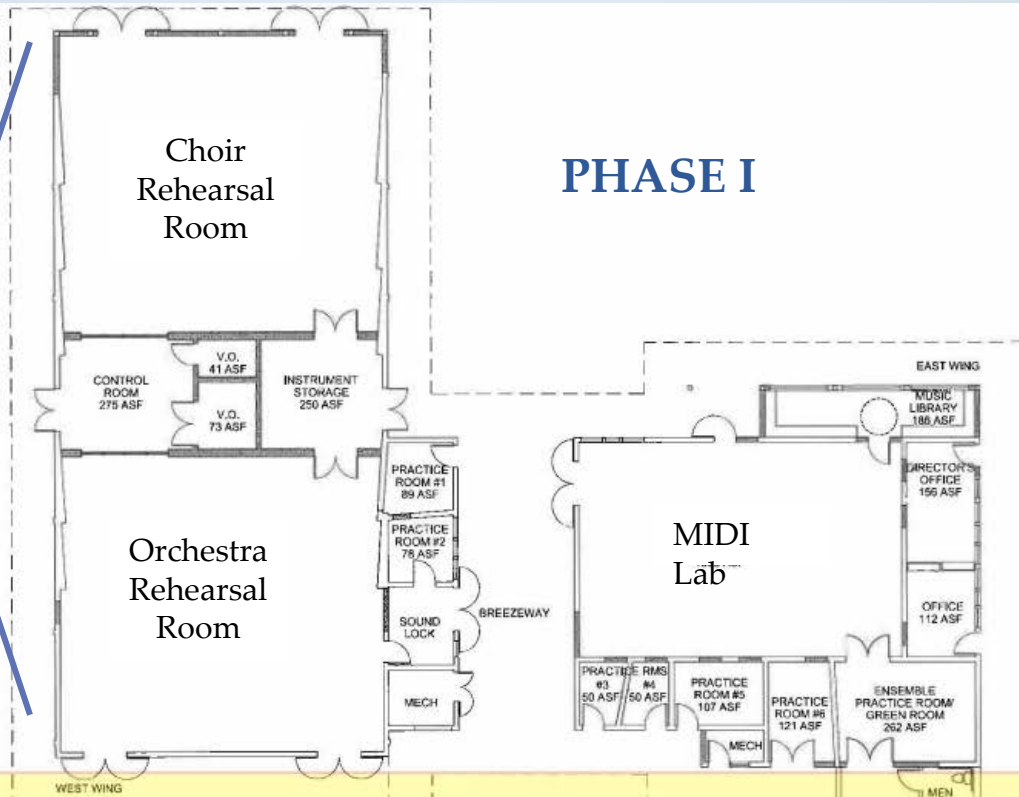 PHASE I
Choir
Rehearsal
Room
CONTROL
ROOM
275 ASF
V.O.
41 ASF
V.O.
73 ASF
INSTRUMENT
STORAGE
250 ASF
EAST WING
MUSIC
LIBRARY
186 ASF
DIRECTOR'S
OFFICE
156 ASF
PRACTICE
ROOM #1
89 ASF
PRACTICE
ROOM #2
78 ASF
Orchestra
Rehearsal
Room
MIDI
Lab
SOUND
LOCK
BREEZEWAY
OFFICE
112 ASF
MECH
PRACTICE RMS
#3
50 ASF
#4
50 ASF
PRACTICE
ROOM #5
107 ASF
PRACTICE
ROOM #6
121 ASF
ENSEMBLE
PRACTICE ROOM/
GREEN ROOM
262 ASF
MECH
WEST WING
MEN